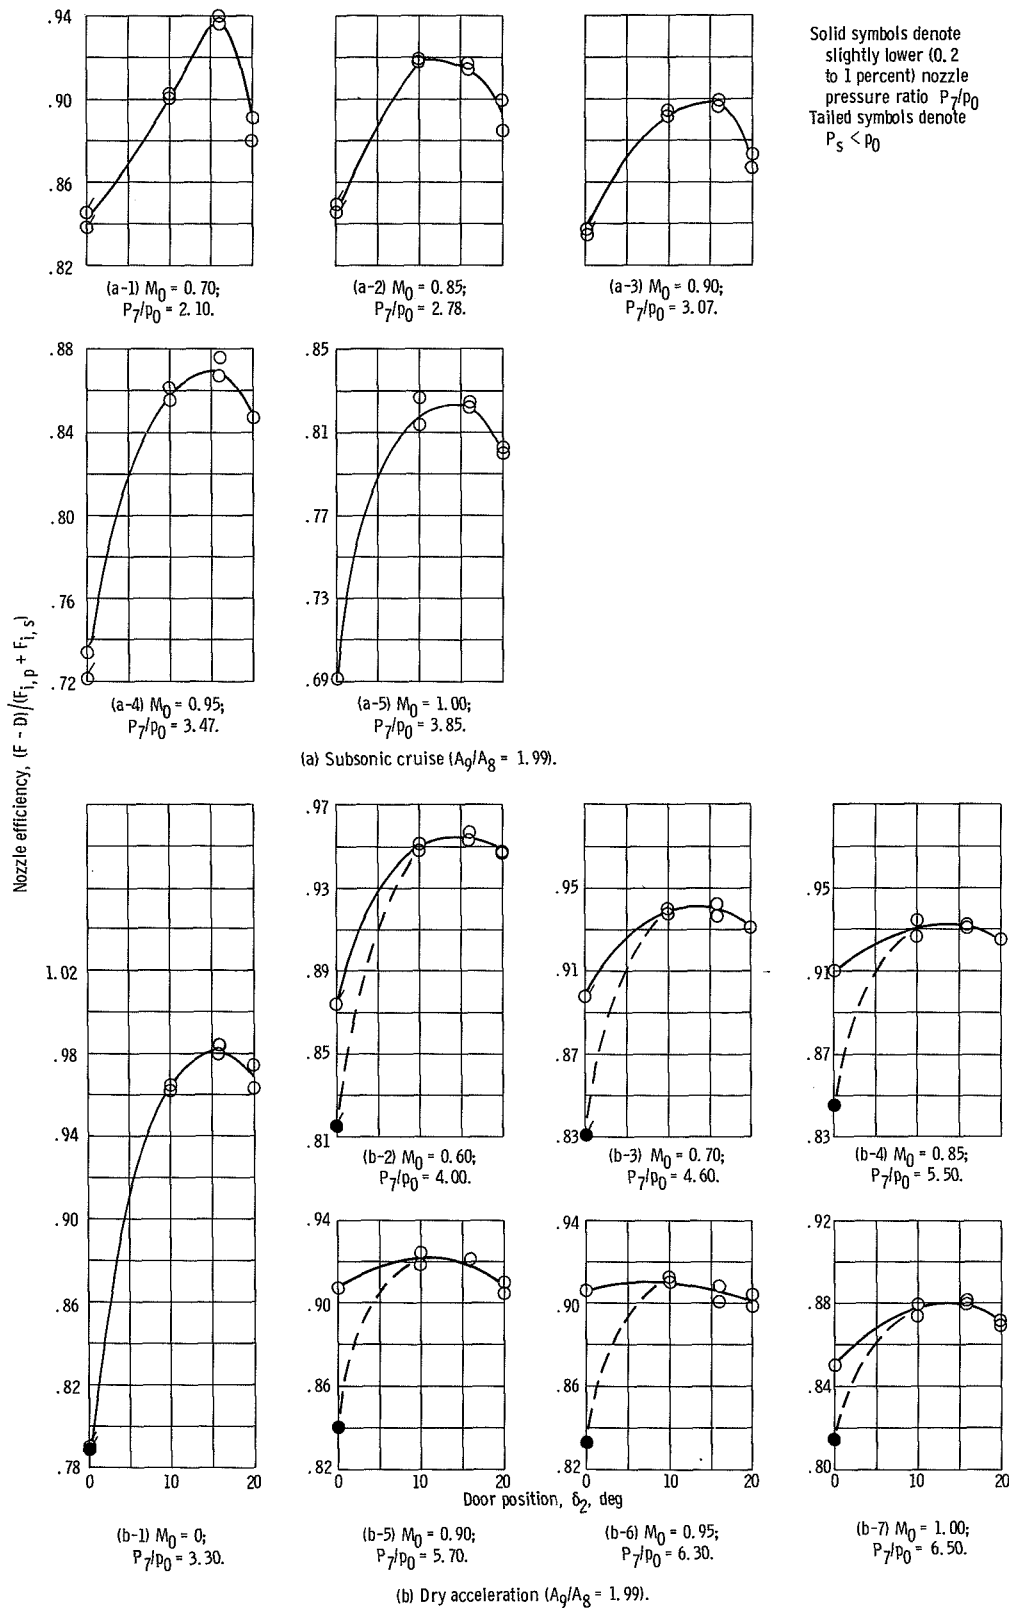 .94
.90
.86
.82
(a-1) M0 = 0.70;
P7/p0 = 2.10.
(a-2) M0 = 0.85;
P7/p0 = 2.78.
(a-3) M0 = 0.90;
P7/p0 = 3.07.
Solid symbols denote
slightly lower (0.2
to 1 percent) nozzle
pressure ratio P7/p0
Tailed symbols denote
Ps < p0
.88
.84
.80
.76
.72
(a-4) M0 = 0.95;
P7/p0 = 3.47.
.85
.81
.77
.73
.69
(a-5) M0 = 1.00;
P7/p0 = 3.85.
(a) Subsonic cruise (A9/A8 = 1.99).
Nozzle efficiency, (F - D)/(Fi,p + Fi,s)
1.02
.98
.94
.90
.86
.82
.78
0 10 20
(b-1) M0 = 0;
P7/p0 = 3.30.
.97
.93
.89
.85
.81
(b-2) M0 = 0.60;
P7/p0 = 4.00.
.95
.91
.87
.83
(b-3) M0 = 0.70;
P7/p0 = 4.60.
.95
.91
.87
.83
(b-4) M0 = 0.85;
P7/p0 = 5.50.
.94
.90
.86
.82
0 10 20
(b-5) M0 = 0.90;
P7/p0 = 5.70.
.94
.90
.86
.82
0 10 20
(b-6) M0 = 0.95;
P7/p0 = 6.30.
.92
.88
.84
.80
0 10 20
(b-7) M0 = 1.00;
P7/p0 = 6.50.
Door position, δ2, deg
(b) Dry acceleration (A9/A8 = 1.99).